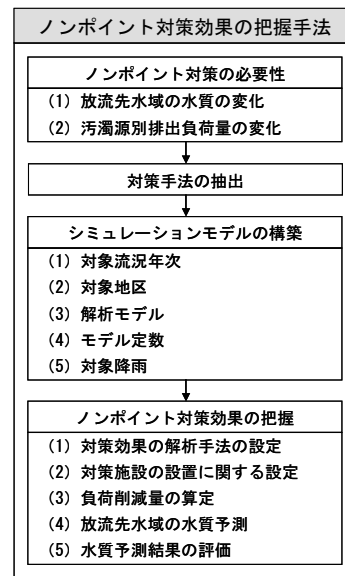 ノンポイント対策効果の把握手法
ノンポイント対策の必要性
(1) 放流先水域の水質の変化
(2) 汚濁源別排出負荷量の変化
対策手法の抽出
シミュレーションモデルの構築
(1) 対象流況年次
(2) 対象地区
(3) 解析モデル
(4) モデル定数
(5) 対象降雨
ノンポイント対策効果の把握
(1) 対策効果の解析手法の設定
(2) 対策施設の設置に関する設定
(3) 負荷削減量の算定
(4) 放流先水域の水質予測
(5) 水質予測結果の評価